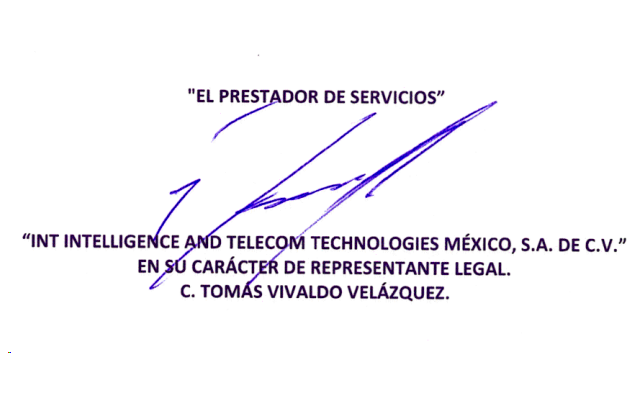 "EL PRESTADOR DE SERVICIOS”
“INT INTELLIGENCE AND TELECOM TECHNOLOGIES MÉXICO, S.A. DE C.V.”
EN SU CARÁCTER DE REPRESENTANTE LEGAL.
C. TOMÁS VIVALDO VELÁZQUEZ.